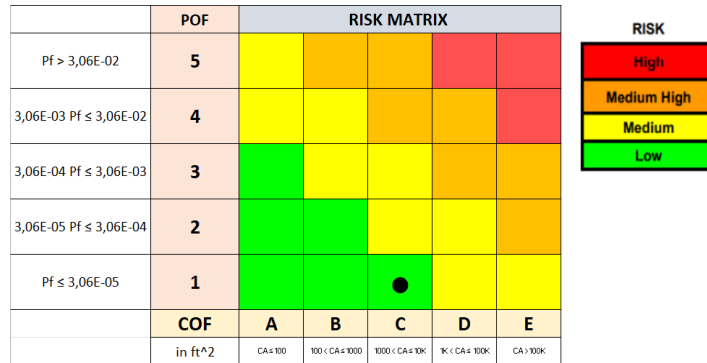 POF RISK MATRIX
Pf > 3,06E-02 5
3,06E-03 Pf ≤ 3,06E-02 4
3,06E-04 Pf ≤ 3,06E-03 3
3,06E-05 Pf ≤ 3,06E-04 2
Pf ≤ 3,06E-05 1
COF A B C D E
in ft^2 CA≤100 100<CA≤1000 1000<CA≤10K 1K<CA≤100K CA>100K
RISK
High
Medium High
Medium
Low